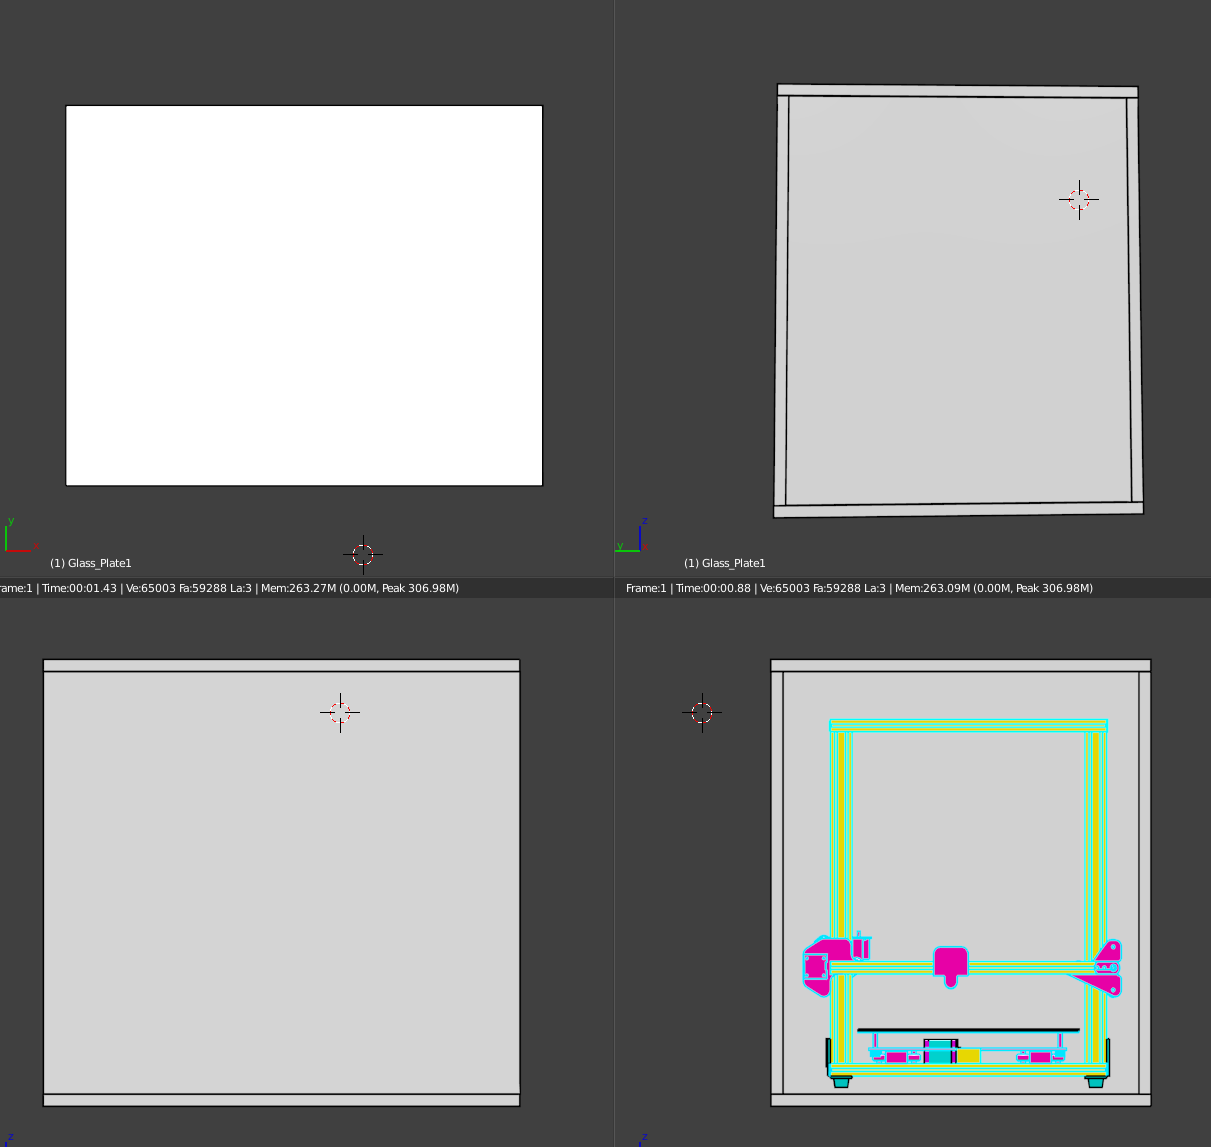 y
x
(1) Glass_Plate1
z
y
x
(1) Glass_Plate1
rame:1 | Time:00:01.43 | Ve:65003 Fa:59288 La:3 | Mem:263.27M (0.00M, Peak 306.98M)
Frame:1 | Time:00:00.88 | Ve:65003 Fa:59288 La:3 | Mem:263.09M (0.00M, Peak 306.98M)
z
z